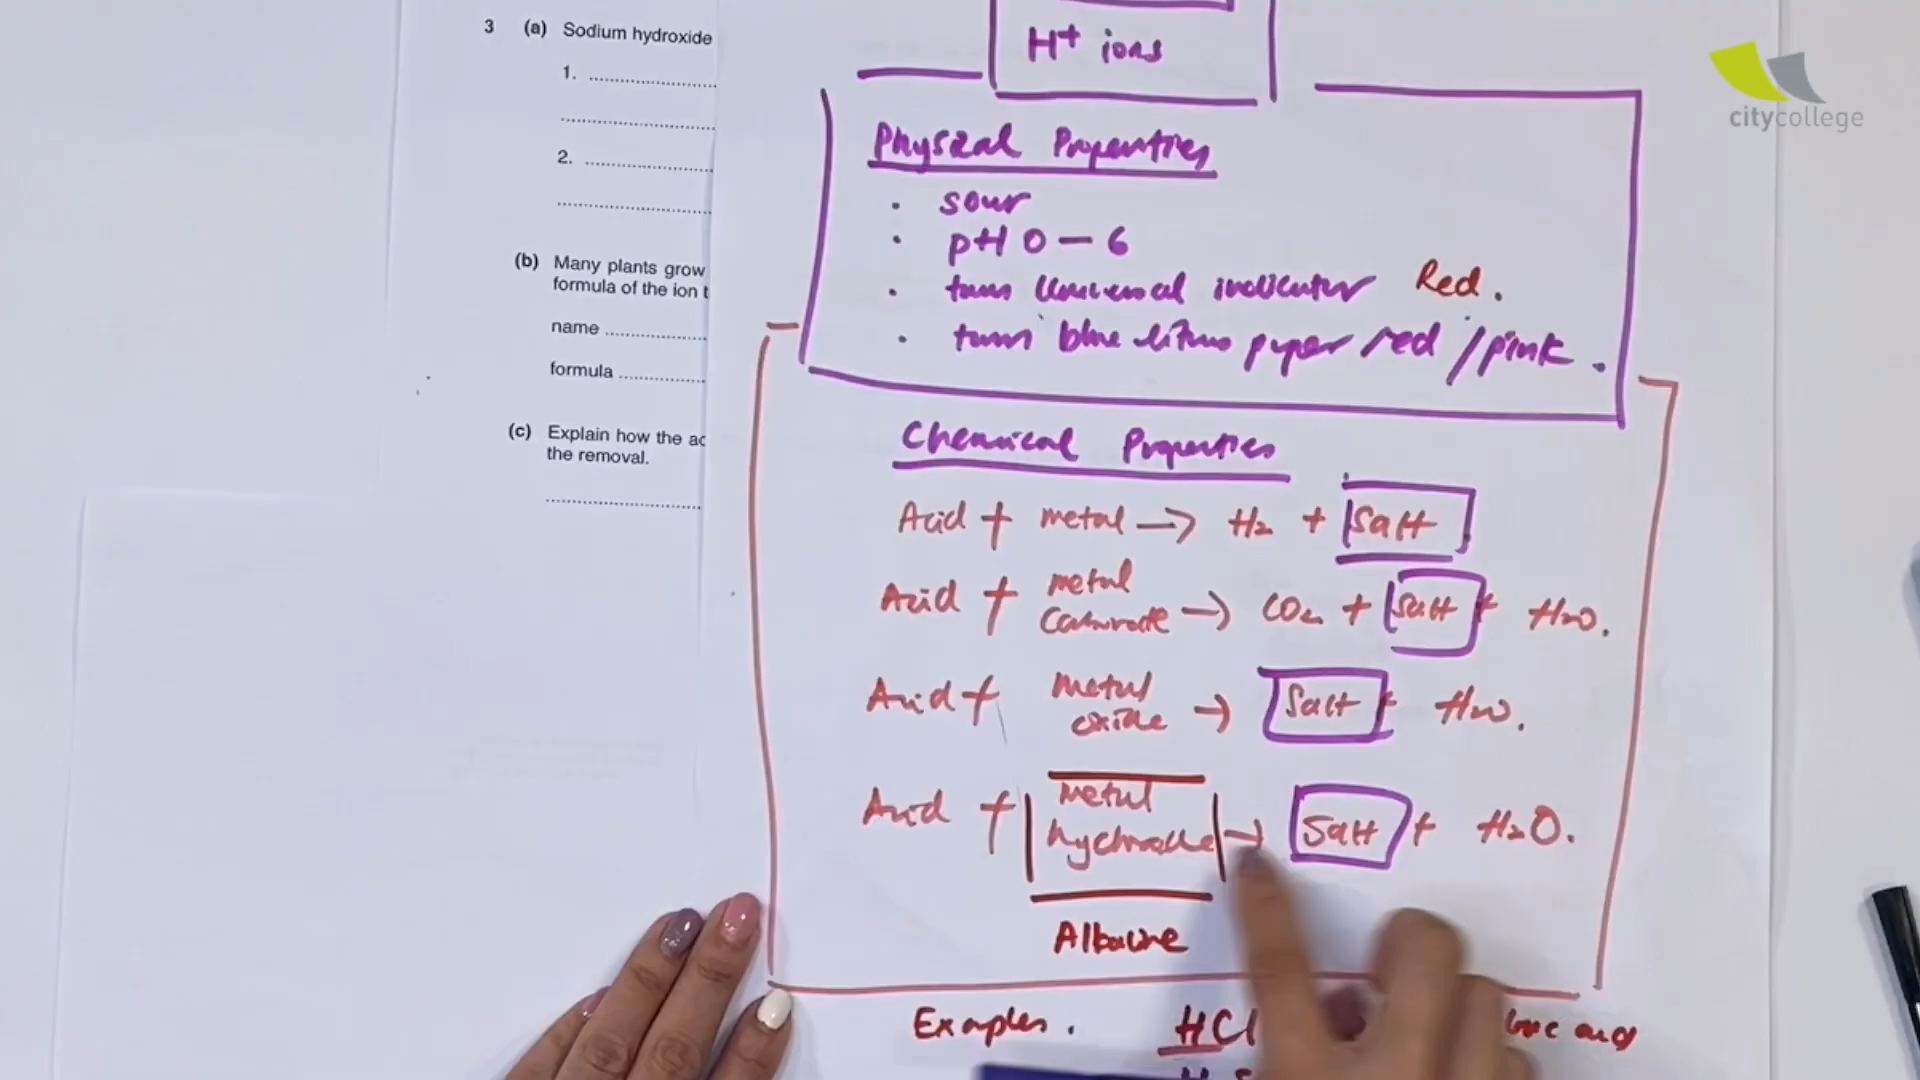 citycollege
3 (a) Sodium hydroxide
1. ....................
....................
2. ....................
....................
(b) Many plants grow
formula of the ion t
name ....................
formula ....................
(c) Explain how the ac
the removal.
....................
H+ ions
Physical Properties
· sour
· pH 0 – 6
· turns Universal indicator Red.
· turns blue litmus paper red / pink.
Chemical Properties
Acid + metal → H2 + Salt
Acid + metal carbonate → CO2 + Salt + H2O.
Acid + metal oxide → Salt + H2O.
Acid + metal hydroxide → Salt + H2O.
Alkaline
Examples. HCl